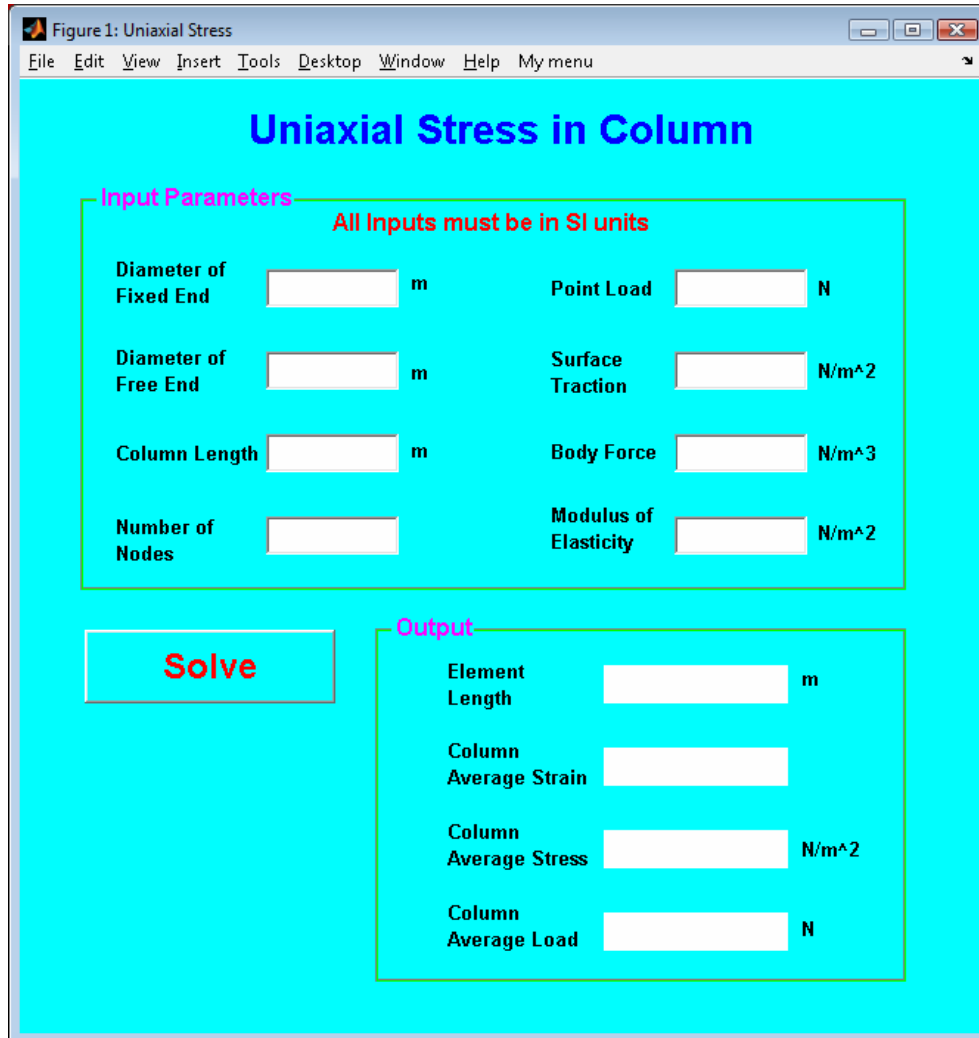 Figure 1: Uniaxial Stress
File Edit View Insert Tools Desktop Window Help My menu
Uniaxial Stress in Column
Input Parameters
All Inputs must be in SI units
Diameter of
Fixed End
m
Point Load
N
Diameter of
Free End
m
Surface
Traction
N/m^2
Column Length
m
Body Force
N/m^3
Number of
Nodes
Modulus of
Elasticity
N/m^2
Solve
Output
Element
Length
m
Column
Average Strain
Column
Average Stress
N/m^2
Column
Average Load
N